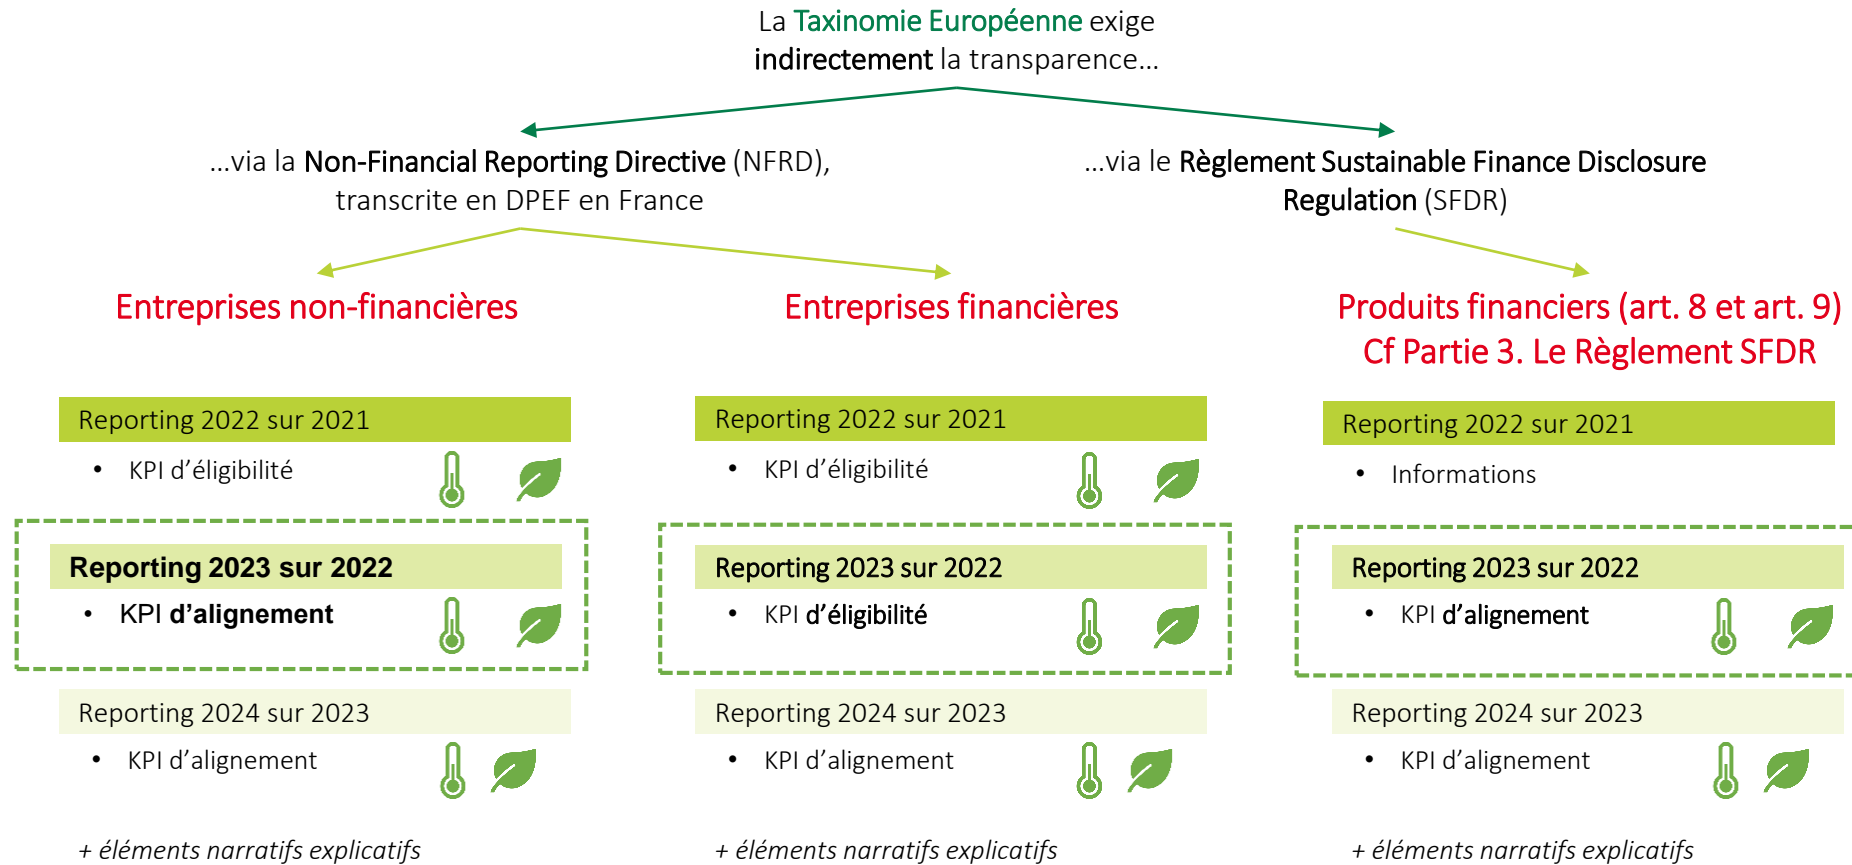 La Taxinomie Européenne exige
indirectement la transparence…
…via la Non-Financial Reporting Directive (NFRD),
transcrite en DPEF en France
…via le Règlement Sustainable Finance Disclosure
Regulation (SFDR)
Entreprises non-financières
Reporting 2022 sur 2021
• KPI d’éligibilité
Reporting 2023 sur 2022
• KPI d’alignement
Reporting 2024 sur 2023
• KPI d’alignement
+ éléments narratifs explicatifs
Entreprises financières
Reporting 2022 sur 2021
• KPI d’éligibilité
Reporting 2023 sur 2022
• KPI d’éligibilité
Reporting 2024 sur 2023
• KPI d’alignement
+ éléments narratifs explicatifs
Produits financiers (art. 8 et art. 9)
Cf Partie 3. Le Règlement SFDR
Reporting 2022 sur 2021
• Informations
Reporting 2023 sur 2022
• KPI d’alignement
Reporting 2024 sur 2023
• KPI d’alignement
+ éléments narratifs explicatifs